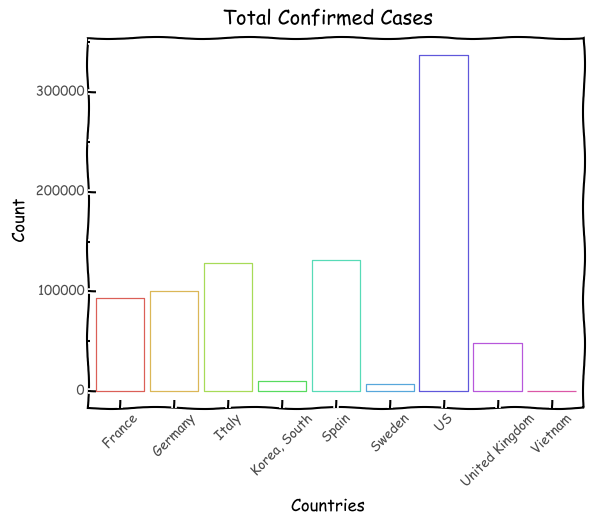 Total Confirmed Cases
300000
200000
100000
0
Count
France
Germany
Italy
Korea, South
Spain
Sweden
US
United Kingdom
Vietnam
Countries